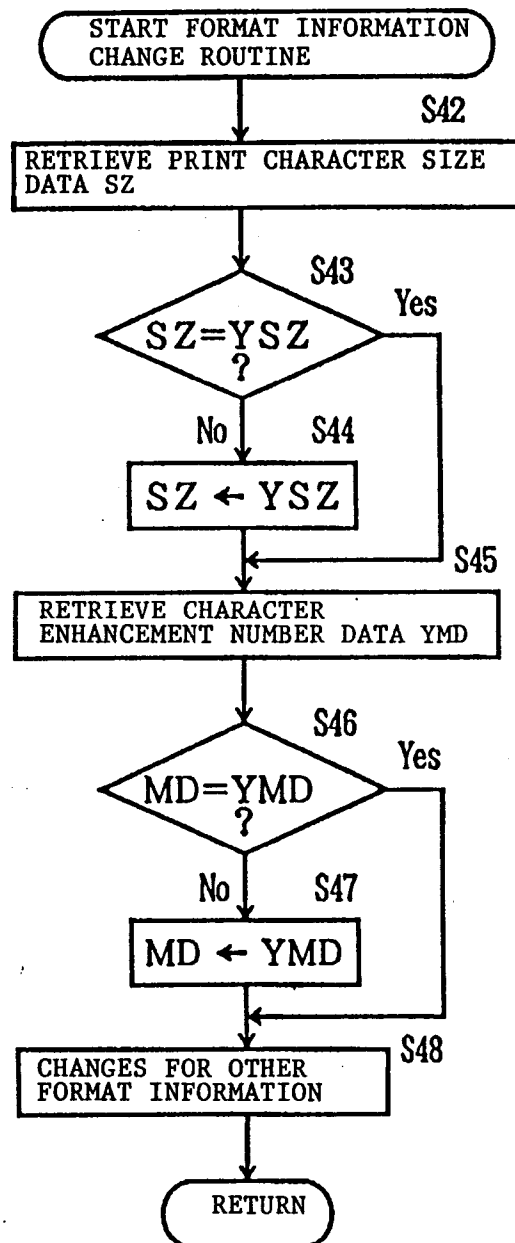 START FORMAT INFORMATION
CHANGE ROUTINE
S42
RETRIEVE PRINT CHARACTER SIZE
DATA SZ
S43
Yes
SZ=YSZ
?
No
S44
SZ ← YSZ
S45
RETRIEVE CHARACTER
ENHANCEMENT NUMBER DATA YMD
S46
Yes
MD=YMD
?
No
S47
MD ← YMD
S48
CHANGES FOR OTHER
FORMAT INFORMATION
RETURN